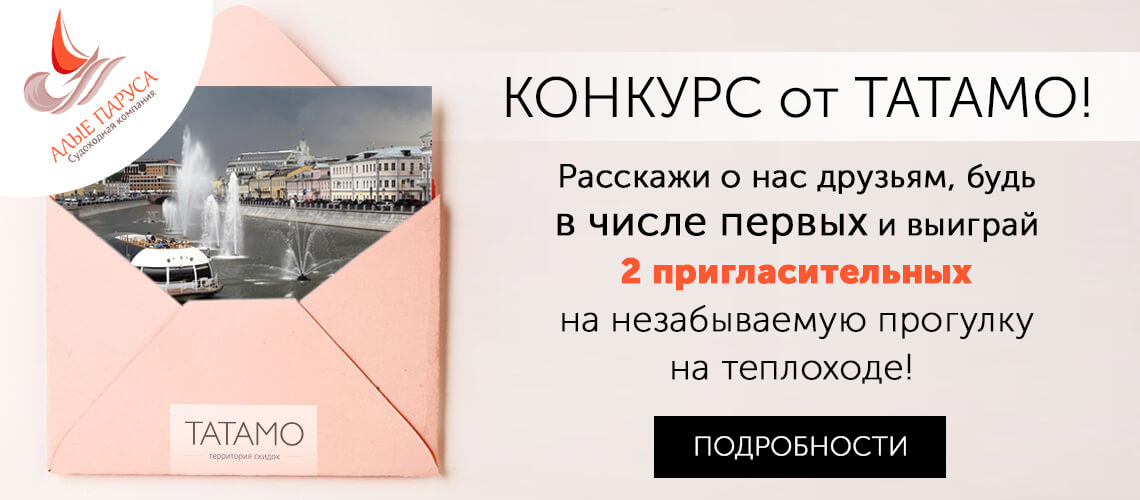 АЛЫЕ ПАРУСА
Судоходная компания
КОНКУРС от ТАТАМО!
Расскажи о нас друзьям, будь
в числе первых и выиграй
2 пригласительных
на незабываемую прогулку
на теплоходе!
ПОДРОБНОСТИ
ТАТАМО
территория скидок